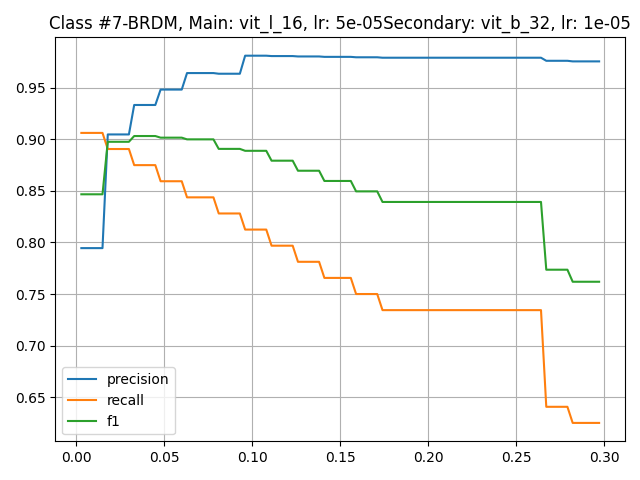 Class #7-BRDM, Main: vit_l_16, lr: 5e-05Secondary: vit_b_32, lr: 1e-05
0.95
0.90
0.85
0.80
0.75
0.70
0.65
precision
recall
f1
0.00 0.05 0.10 0.15 0.20 0.25 0.30